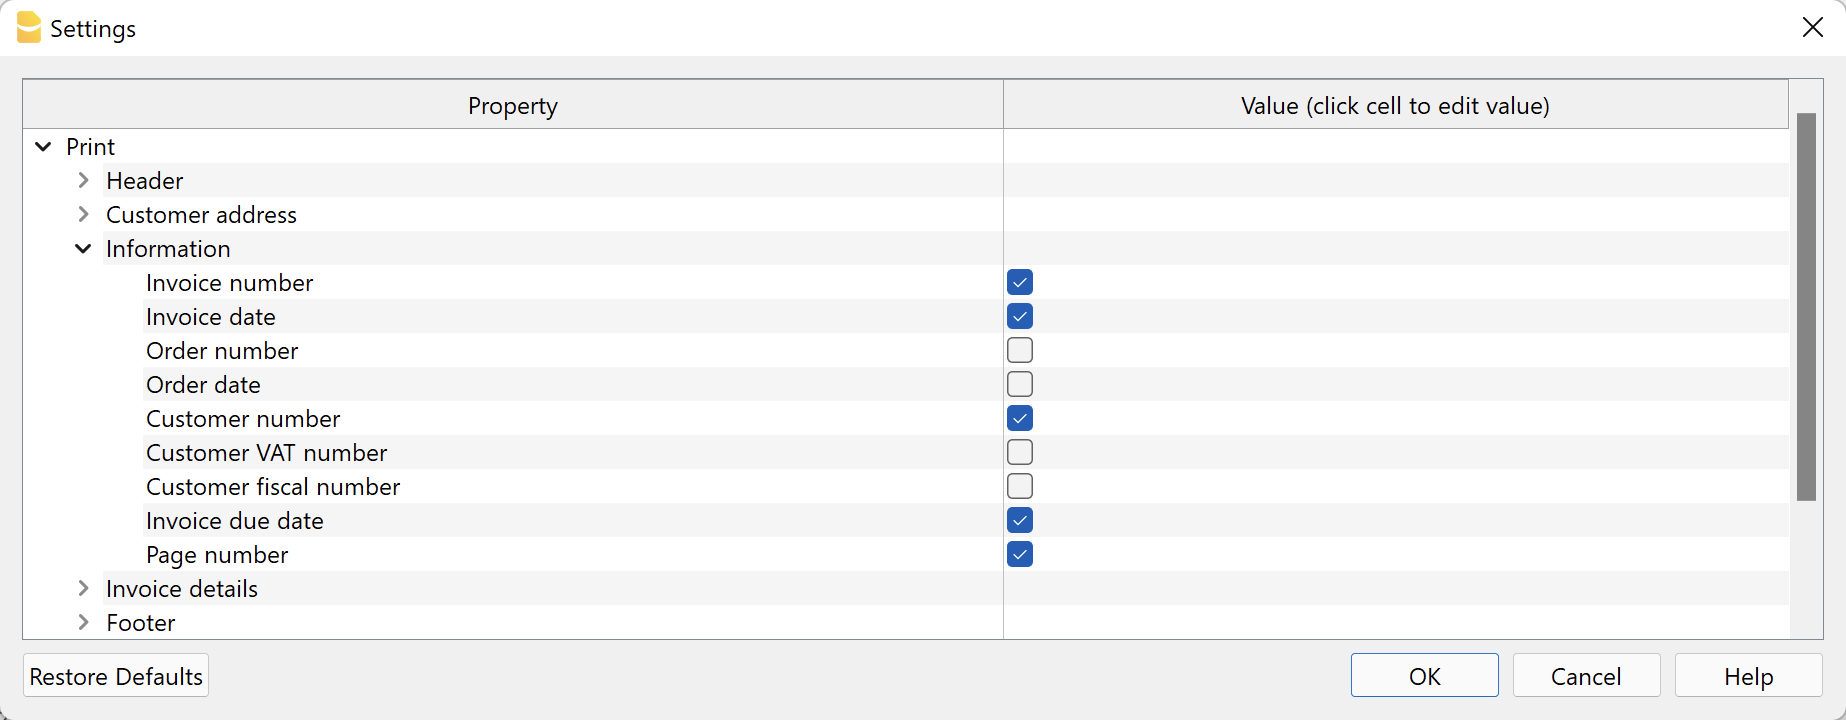 Settings
Property Value (click cell to edit value)
Print
Header
Customer address
Information
Invoice number
Invoice date
Order number
Order date
Customer number
Customer VAT number
Customer fiscal number
Invoice due date
Page number
Invoice details
Footer
Restore Defaults OK Cancel Help